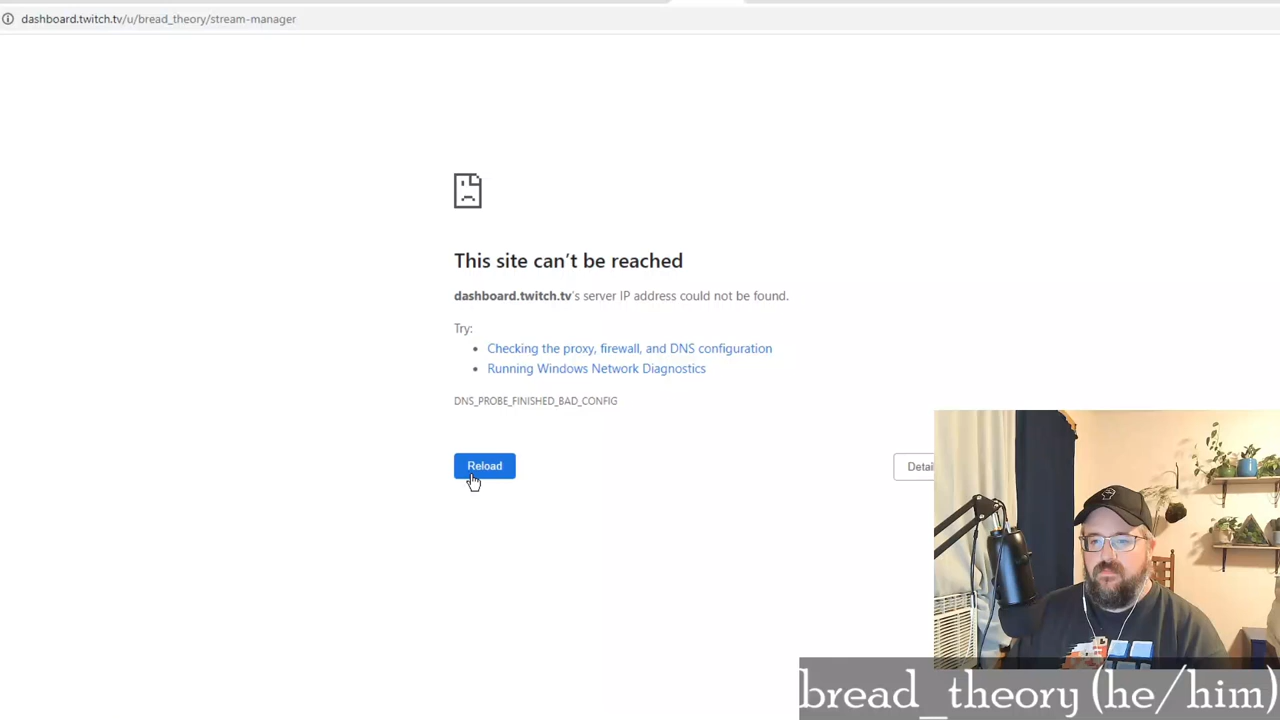 dashboard.twitch.tv/u/bread_theory/stream-manager
This site can't be reached
dashboard.twitch.tv's server IP address could not be found.
Try:
• Checking the proxy, firewall, and DNS configuration
• Running Windows Network Diagnostics
DNS_PROBE_FINISHED_BAD_CONFIG
Reload
Detai
bread_theory (he/him)